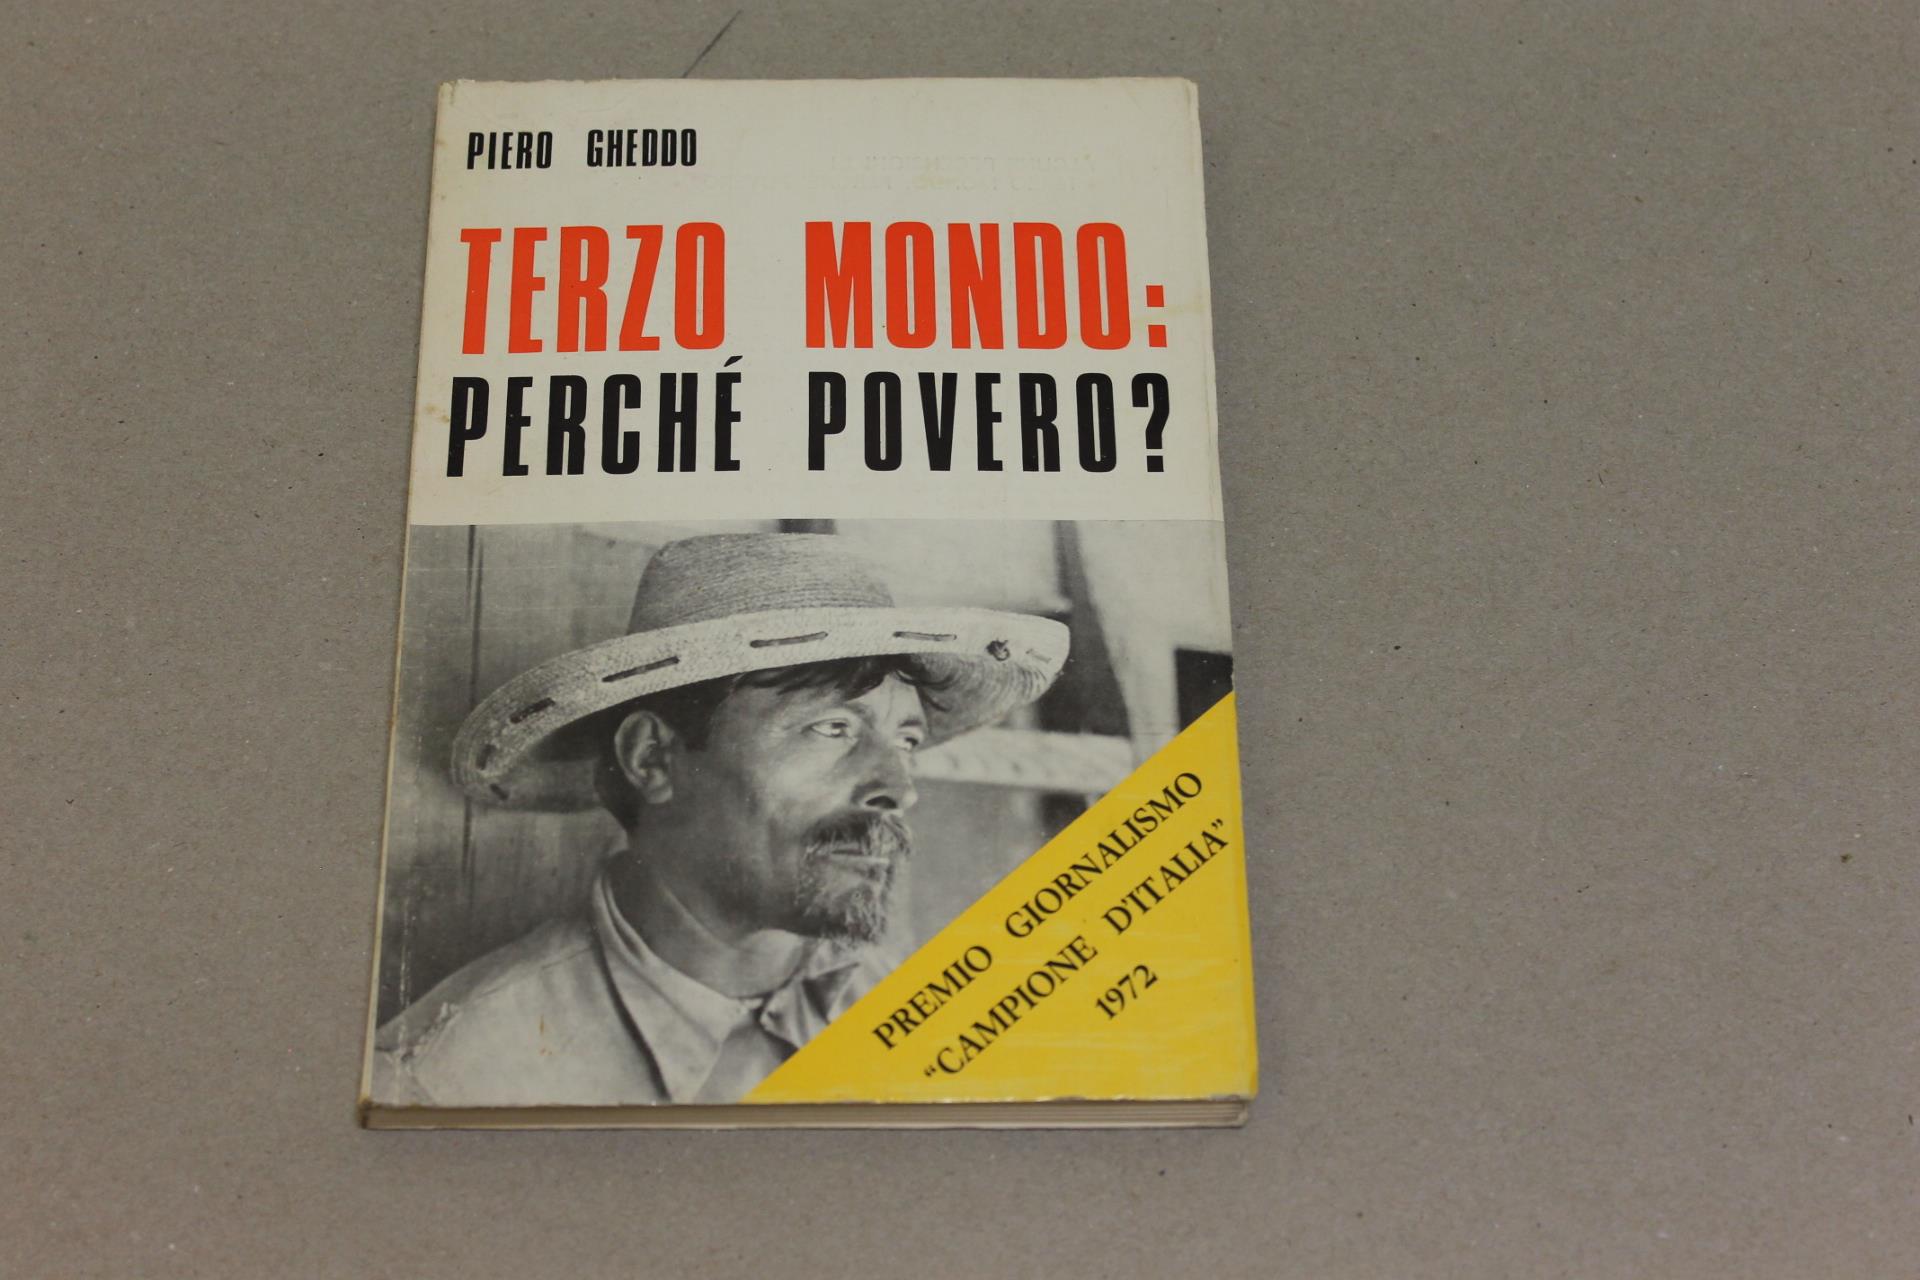 PIERO GHEDDO
TERZO MONDO:
PERCHÉ POVERO?
PREMIO GIORNALISMO
“CAMPIONE D'ITALIA”
1972